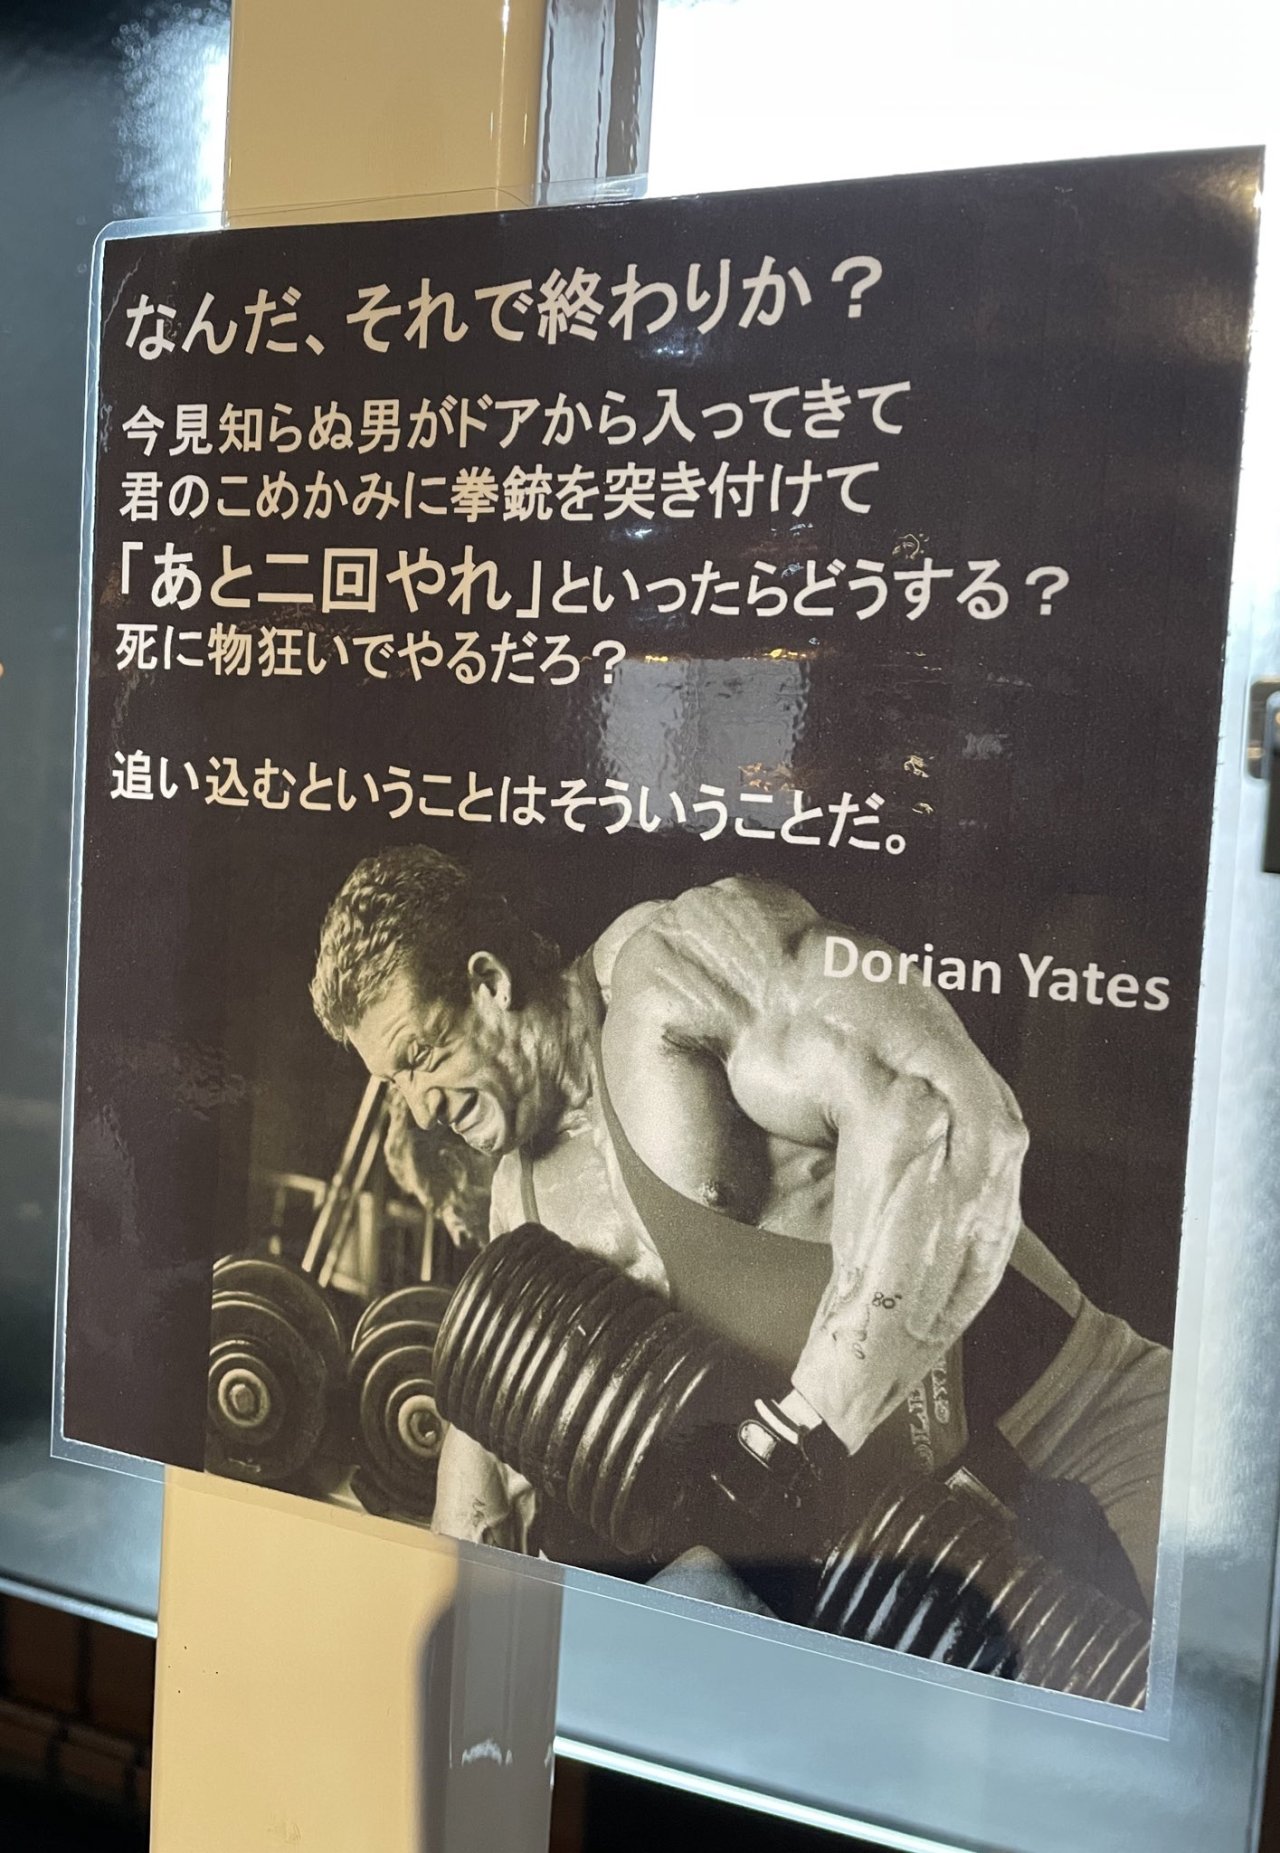 なんだ、それで終わりか？
今見知らぬ男がドアから入ってきて
君のこめかみに拳銃を突き付けて
「あと二回やれ」といったらどうする？
死に物狂いでやるだろ？
追い込むということはそういうことだ。
Dorian Yates